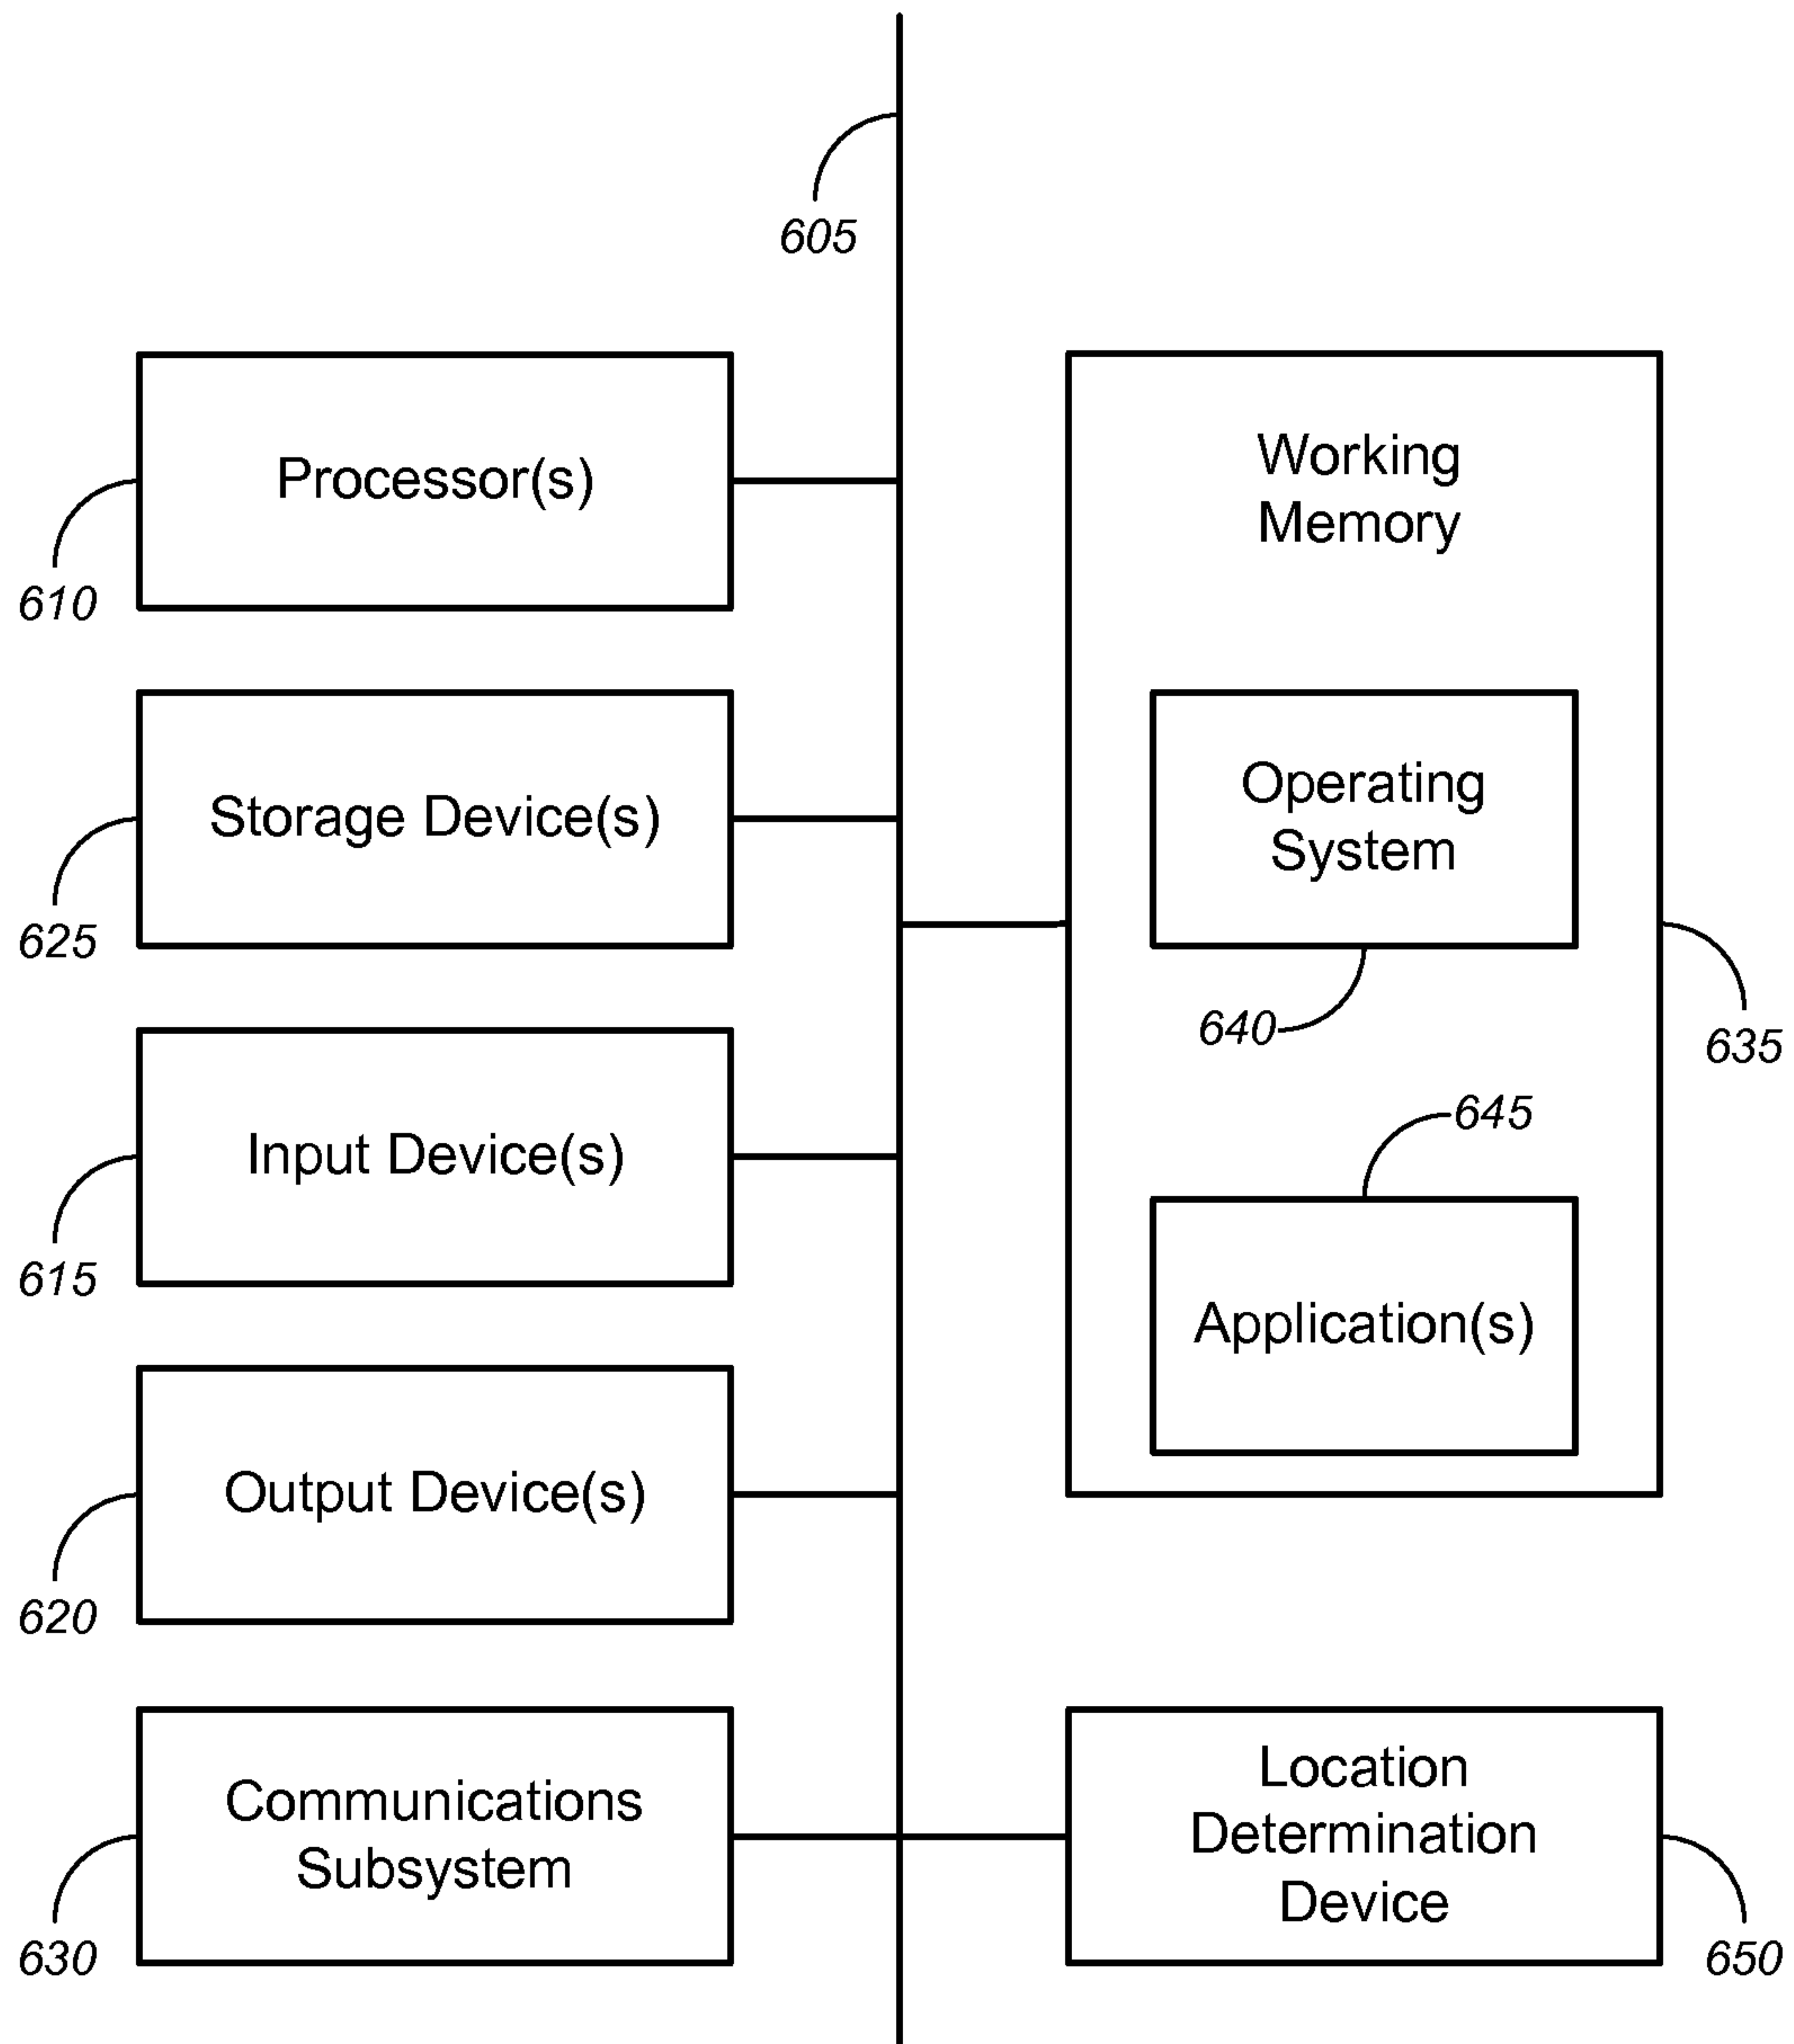 605
Processor(s)
610
Storage Device(s)
625
Input Device(s)
615
Output Device(s)
620
Communications
Subsystem
630
Working
Memory
Operating
System
640
635
645
Application(s)
Location
Determination
Device
650